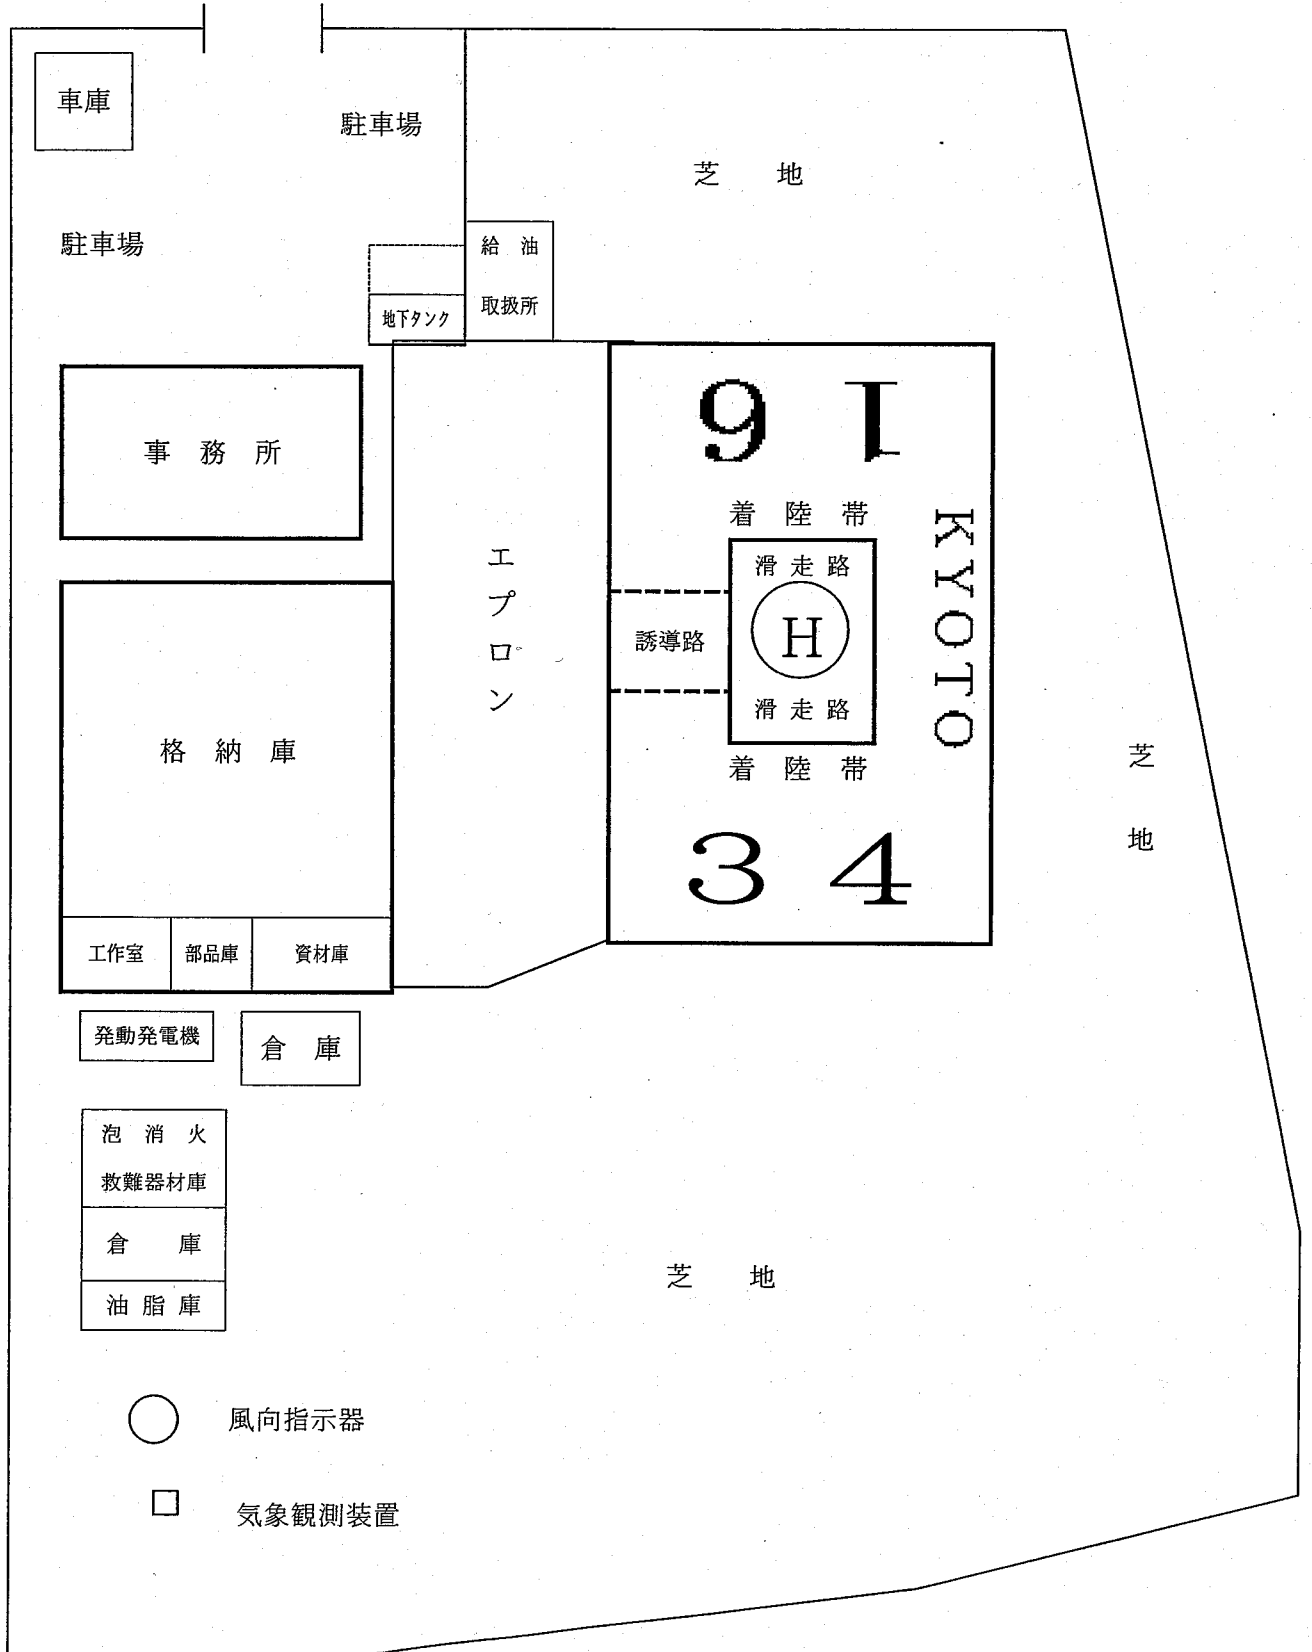 車庫
駐車場
芝地
駐車場
給油
取扱所
地下タンク
16
事務所
着陸帯
KYOTO
エプロン
滑走路
H
誘導路
滑走路
格納庫
着陸帯
芝地
34
工作室
部品庫
資材庫
発動発電機
倉庫
泡消火
救難器材庫
倉庫
油脂庫
芝地
風向指示器
気象観測装置